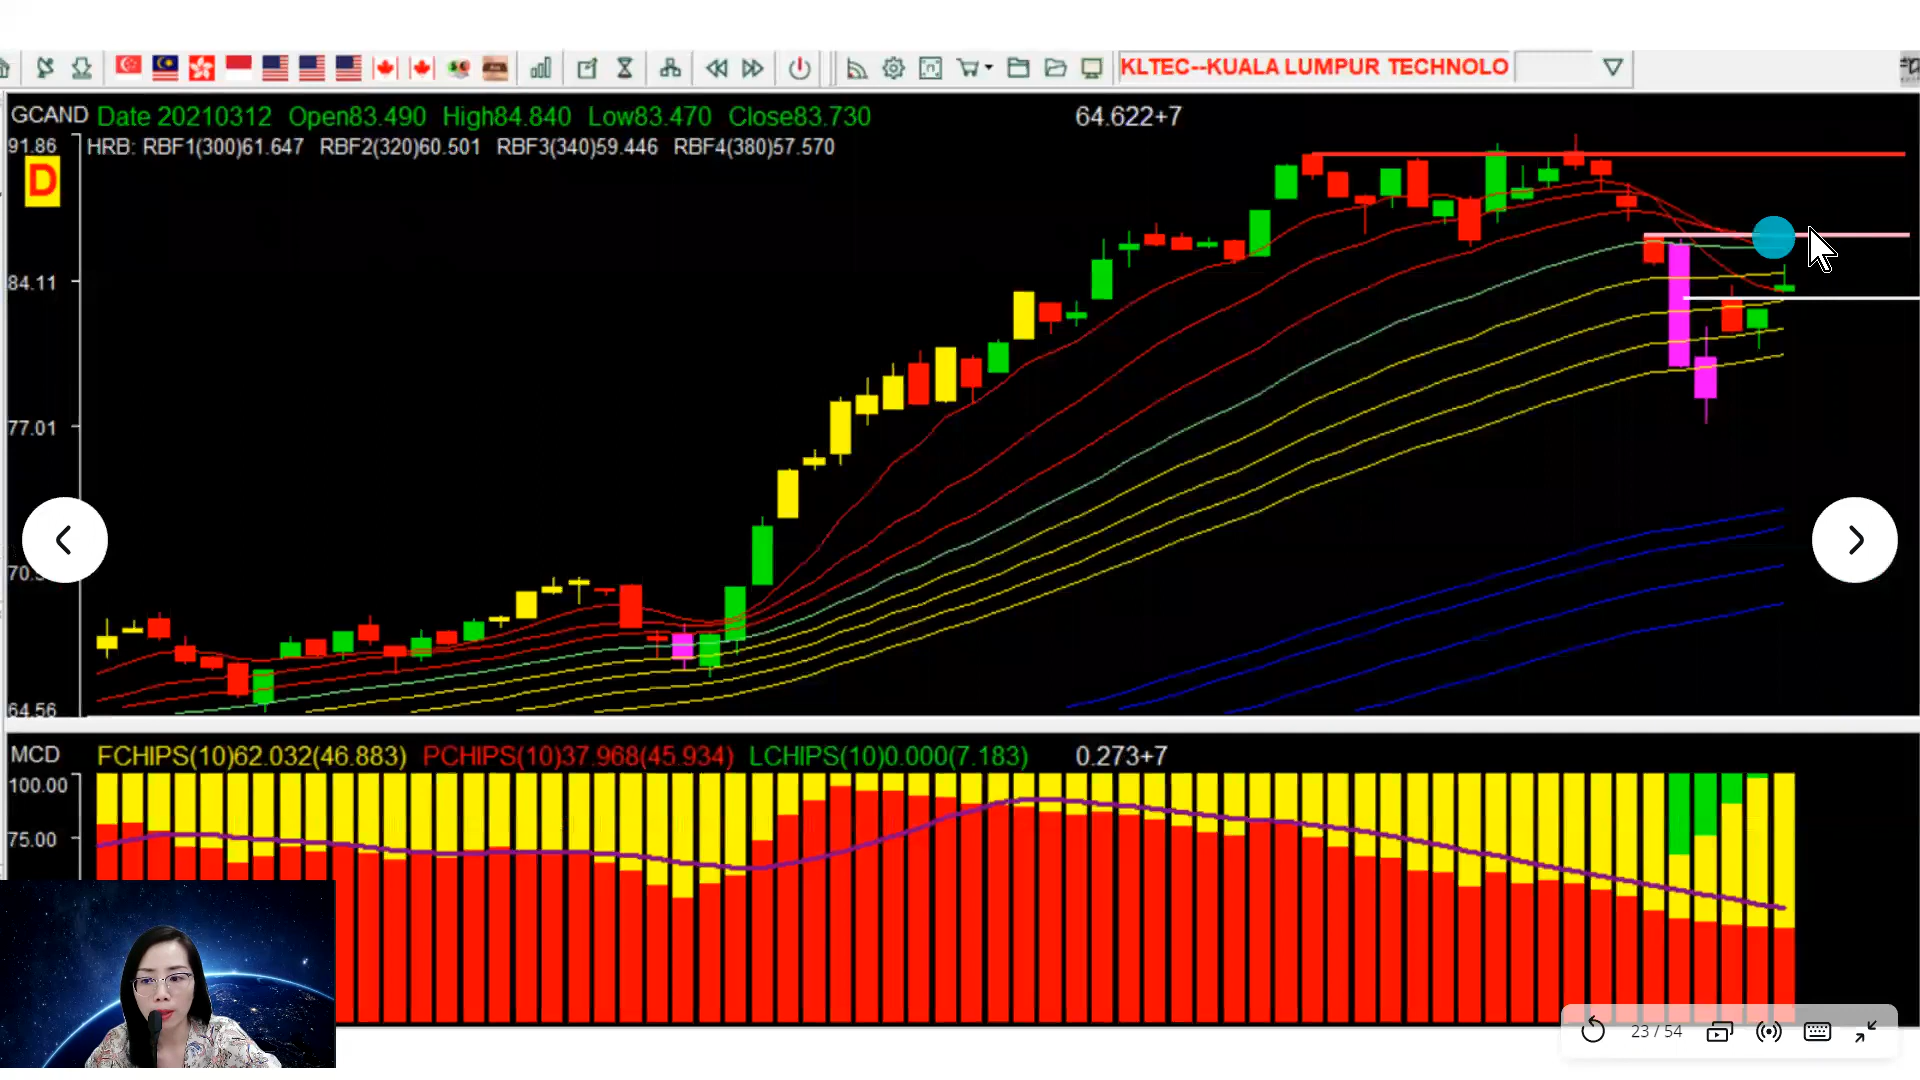 KLTEC--KUALA LUMPUR TECHNOLO
GCAND Date 20210312 Open83.490 High84.840 Low83.470 Close83.730 64.622+7
91.86 HRB: RBF1(300)61.647 RBF2(320)60.501 RBF3(340)59.446 RBF4(380)57.570
D
84.11
77.01
64.56
MCD FCHIPS(10)62.032(46.883) PCHIPS(10)37.968(45.934) LCHIPS(10)0.000(7.183) 0.273+7
100.00
75.00
23 / 54